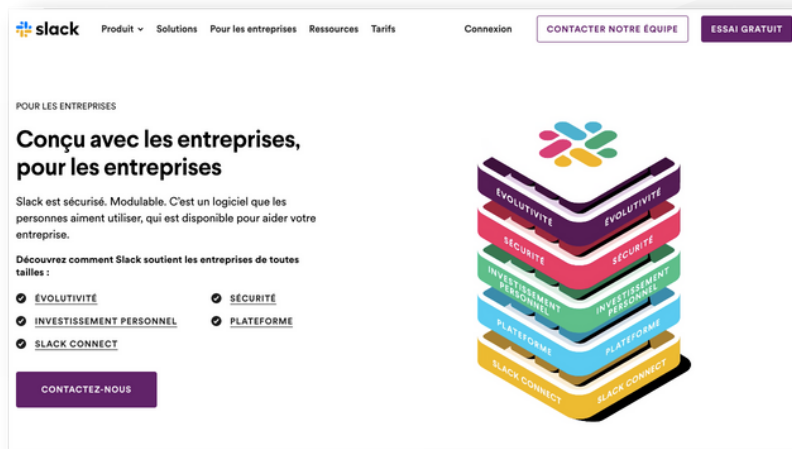 slack
Produit
Solutions
Pour les entreprises
Ressources
Tarifs
Connexion
CONTACTER NOTRE ÉQUIPE
ESSAI GRATUIT
POUR LES ENTREPRISES
Conçu avec les entreprises,
pour les entreprises
Slack est sécurisé. Modulable. C'est un logiciel que les
personnes aiment utiliser, qui est disponible pour aider votre
entreprise.
Découvrez comment Slack soutient les entreprises de toutes
tailles :
ÉVOLUTIVITÉ
SÉCURITÉ
INVESTISSEMENT PERSONNEL
PLATEFORME
SLACK CONNECT
CONTACTEZ-NOUS
ÉVOLUTIVITÉ
ÉVOLUTIVITÉ
SÉCURITÉ
SÉCURITÉ
INVESTISSEMENT
PERSONNEL
INVESTISSEMENT
PERSONNEL
PLATEFORME
PLATEFORME
SLACK CONNECT
SLACK CONNECT